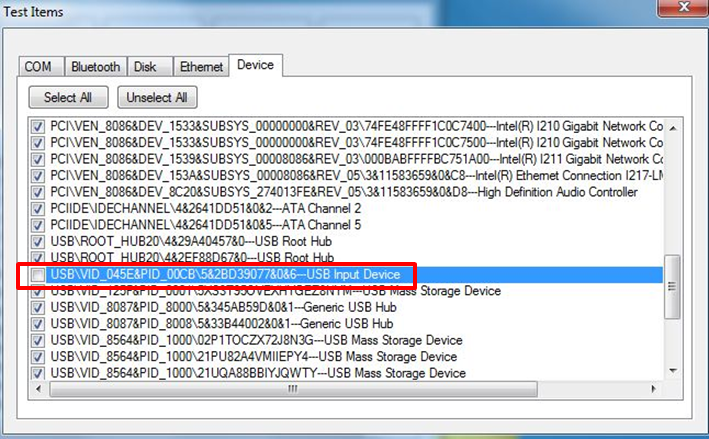 Test Items
COM Bluetooth Disk Ethernet Device
Select All Unselect All
PCI\VEN_8086&DEV_1533&SUBSYS_00000000&REV_03\74FE48FFFF1C0C7400---Intel(R) I210 Gigabit Network Co
PCI\VEN_8086&DEV_1533&SUBSYS_00000000&REV_03\74FE48FFFF1C0C7500---Intel(R) I210 Gigabit Network Co
PCI\VEN_8086&DEV_1539&SUBSYS_00008086&REV_03\000BABFFFFBC751A00---Intel(R) I211 Gigabit Network Co
PCI\VEN_8086&DEV_153A&SUBSYS_00008086&REV_05\3&11583659&0&C8---Intel(R) Ethernet Connection I217-LM
PCI\VEN_8086&DEV_8C20&SUBSYS_274013FE&REV_05\3&11583659&0&D8---High Definition Audio Controller
PCIIDE\IDECHANNEL\4&2641DD51&0&2---ATA Channel 2
PCIIDE\IDECHANNEL\4&2641DD51&0&5---ATA Channel 5
USB\ROOT_HUB20\4&29A40457&0---USB Root Hub
USB\ROOT_HUB20\4&2EF88D67&0---USB Root Hub
USB\VID_045E&PID_00CB\5&2BD39077&0&6---USB Input Device
USB Mass Storage Device
USB\VID_8087&PID_8000\5&345AB59D&0&1---Generic USB Hub
USB\VID_8087&PID_8008\5&33B44002&0&1---Generic USB Hub
USB\VID_8564&PID_1000\02P1TOCZX72J8N3G---USB Mass Storage Device
USB\VID_8564&PID_1000\21PU82A4VMIIEPY4---USB Mass Storage Device
USB\VID_8564&PID_1000\21UQA88BBIYJQWTY---USB Mass Storage Device